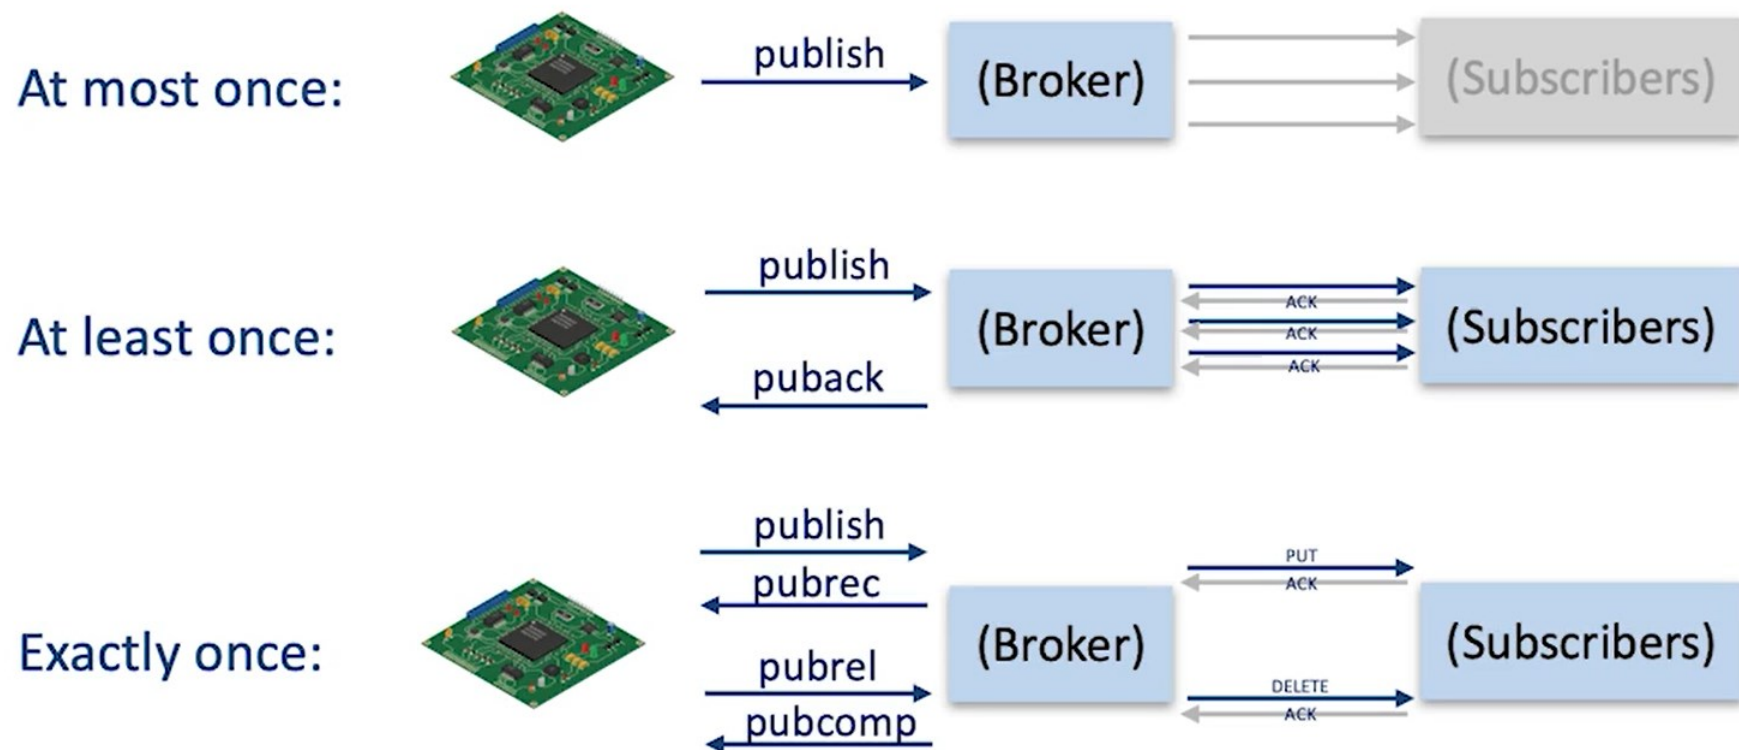 At most once:
publish
(Broker)
(Subscribers)
At least once:
publish
puback
(Broker)
ACK
ACK
ACK
(Subscribers)
Exactly once:
publish
pubrec
pubrel
pubcomp
(Broker)
PUT
ACK
DELETE
ACK
(Subscribers)